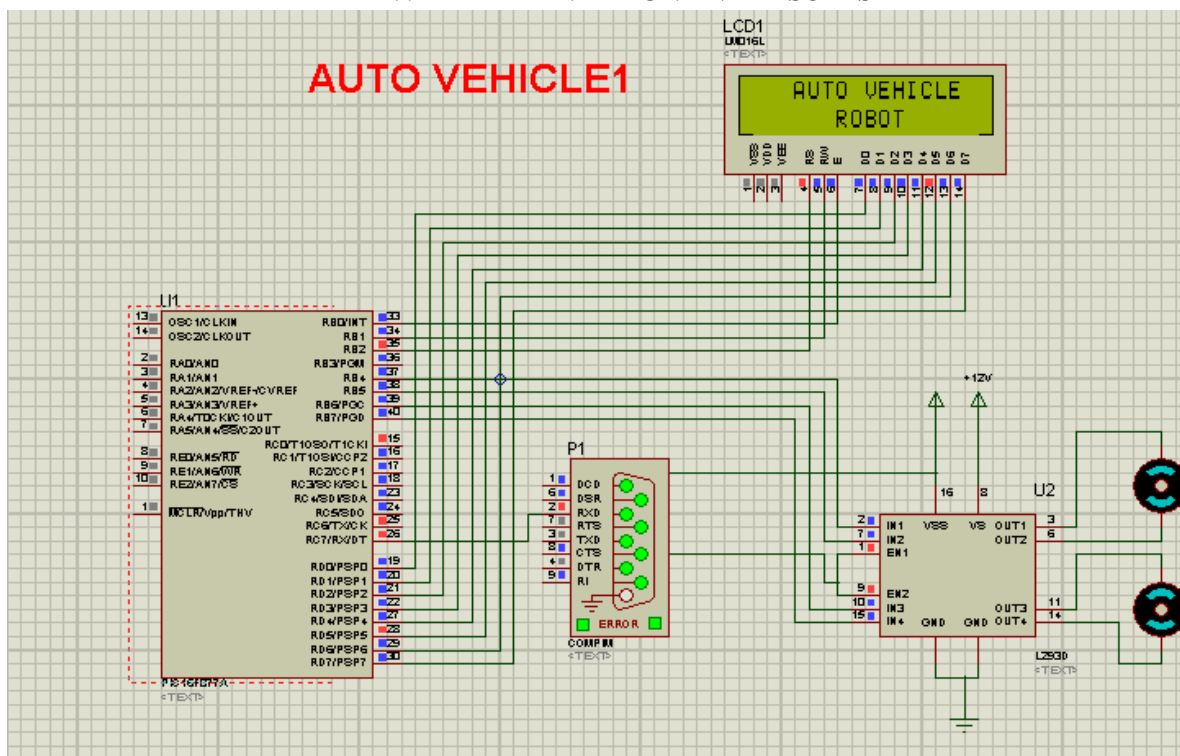 LCD1
LM016L
<TEXT>
AUTO VEHICLE1
AUTO VEHICLE
ROBOT
VSS VDD VEE RS RW E D0 D1 D2 D3 D4 D5 D6 D7
1 2 3 4 5 6 7 8 9 10 11 12 13 14
U1
13 OSC1/CLKIN RB0/INT 33
14 OSC2/CLKOUT RB1 34
RB2 35
2 RA0/AN0 RB3/PGM 36
3 RA1/AN1 RB4 37
4 RA2/AN2/VREF-/CVREF RB5 38
5 RA3/AN3/VREF+ RB6/PGC 39
6 RA4/T0CKI/C1OUT RB7/PGD 40
7 RA5/AN4/SS/C2OUT
RC0/T1OSO/T1CKI 15
8 RE0/AN5/RD RC1/T1OSI/CCP2 16
9 RE1/AN6/WR RC2/CCP1 17
10 RE2/AN7/CS RC3/SCK/SCL 18
RC4/SDI/SDA 23
1 MCLR/Vpp/THV RC5/SDO 24
RC6/TX/CK 25
RC7/RX/DT 26
RD0/PSP0 19
RD1/PSP1 20
RD2/PSP2 21
RD3/PSP3 22
RD4/PSP4 27
RD5/PSP5 28
RD6/PSP6 29
RD7/PSP7 30
PIC16F877A
<TEXT>
P1
1 DCD
6 DSR
2 RXD
7 RTS
3 TXD
8 CTS
4 DTR
9 RI
ERROR
COMPIM
<TEXT>
+12V
16 8 U2
2 IN1 VSS VS OUT1 3
7 IN2 OUT2 6
1 EN1
9 EN2
10 IN3 OUT3 11
15 IN4 GND GND OUT4 14
L293D
<TEXT>